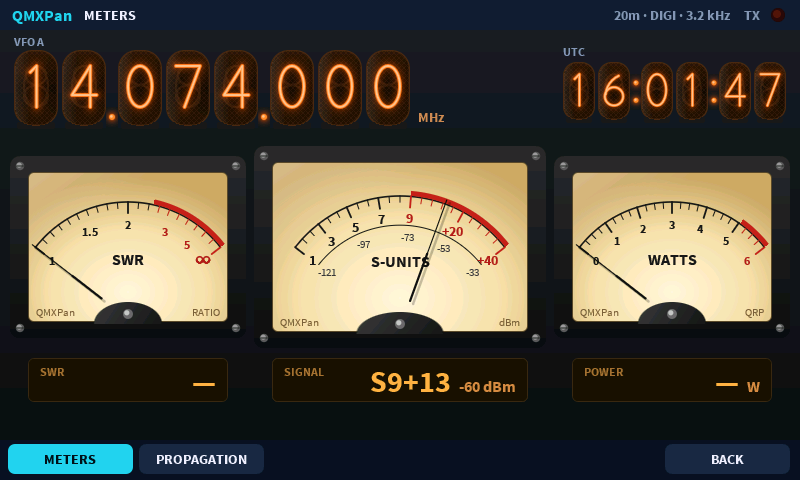 QMXPan METERS 20m · DIGI · 3.2 kHz TX
VFO A
14.074.000 MHz
UTC
16:01:47
1 1.5 2 3 5 ∞
SWR
QMXPan RATIO
1 3 5 7 9 +20 +40
-121 -97 -73 -53 -33
S-UNITS
QMXPan dBm
0 1 2 3 4 5 6
WATTS
QMXPan QRP
SWR —
SIGNAL S9+13 -60 dBm
POWER — W
METERS PROPAGATION BACK